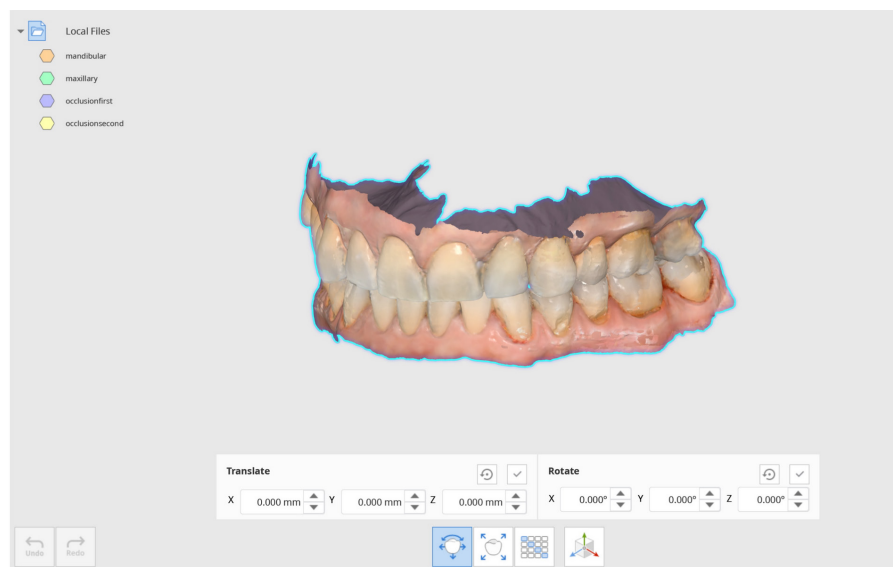 Local Files
mandibular
maxillary
occlusionfirst
occlusionsecond
Translate
Rotate
X 0.000 mm Y 0.000 mm Z 0.000 mm
X 0.000° Y 0.000° Z 0.000°
Undo Redo